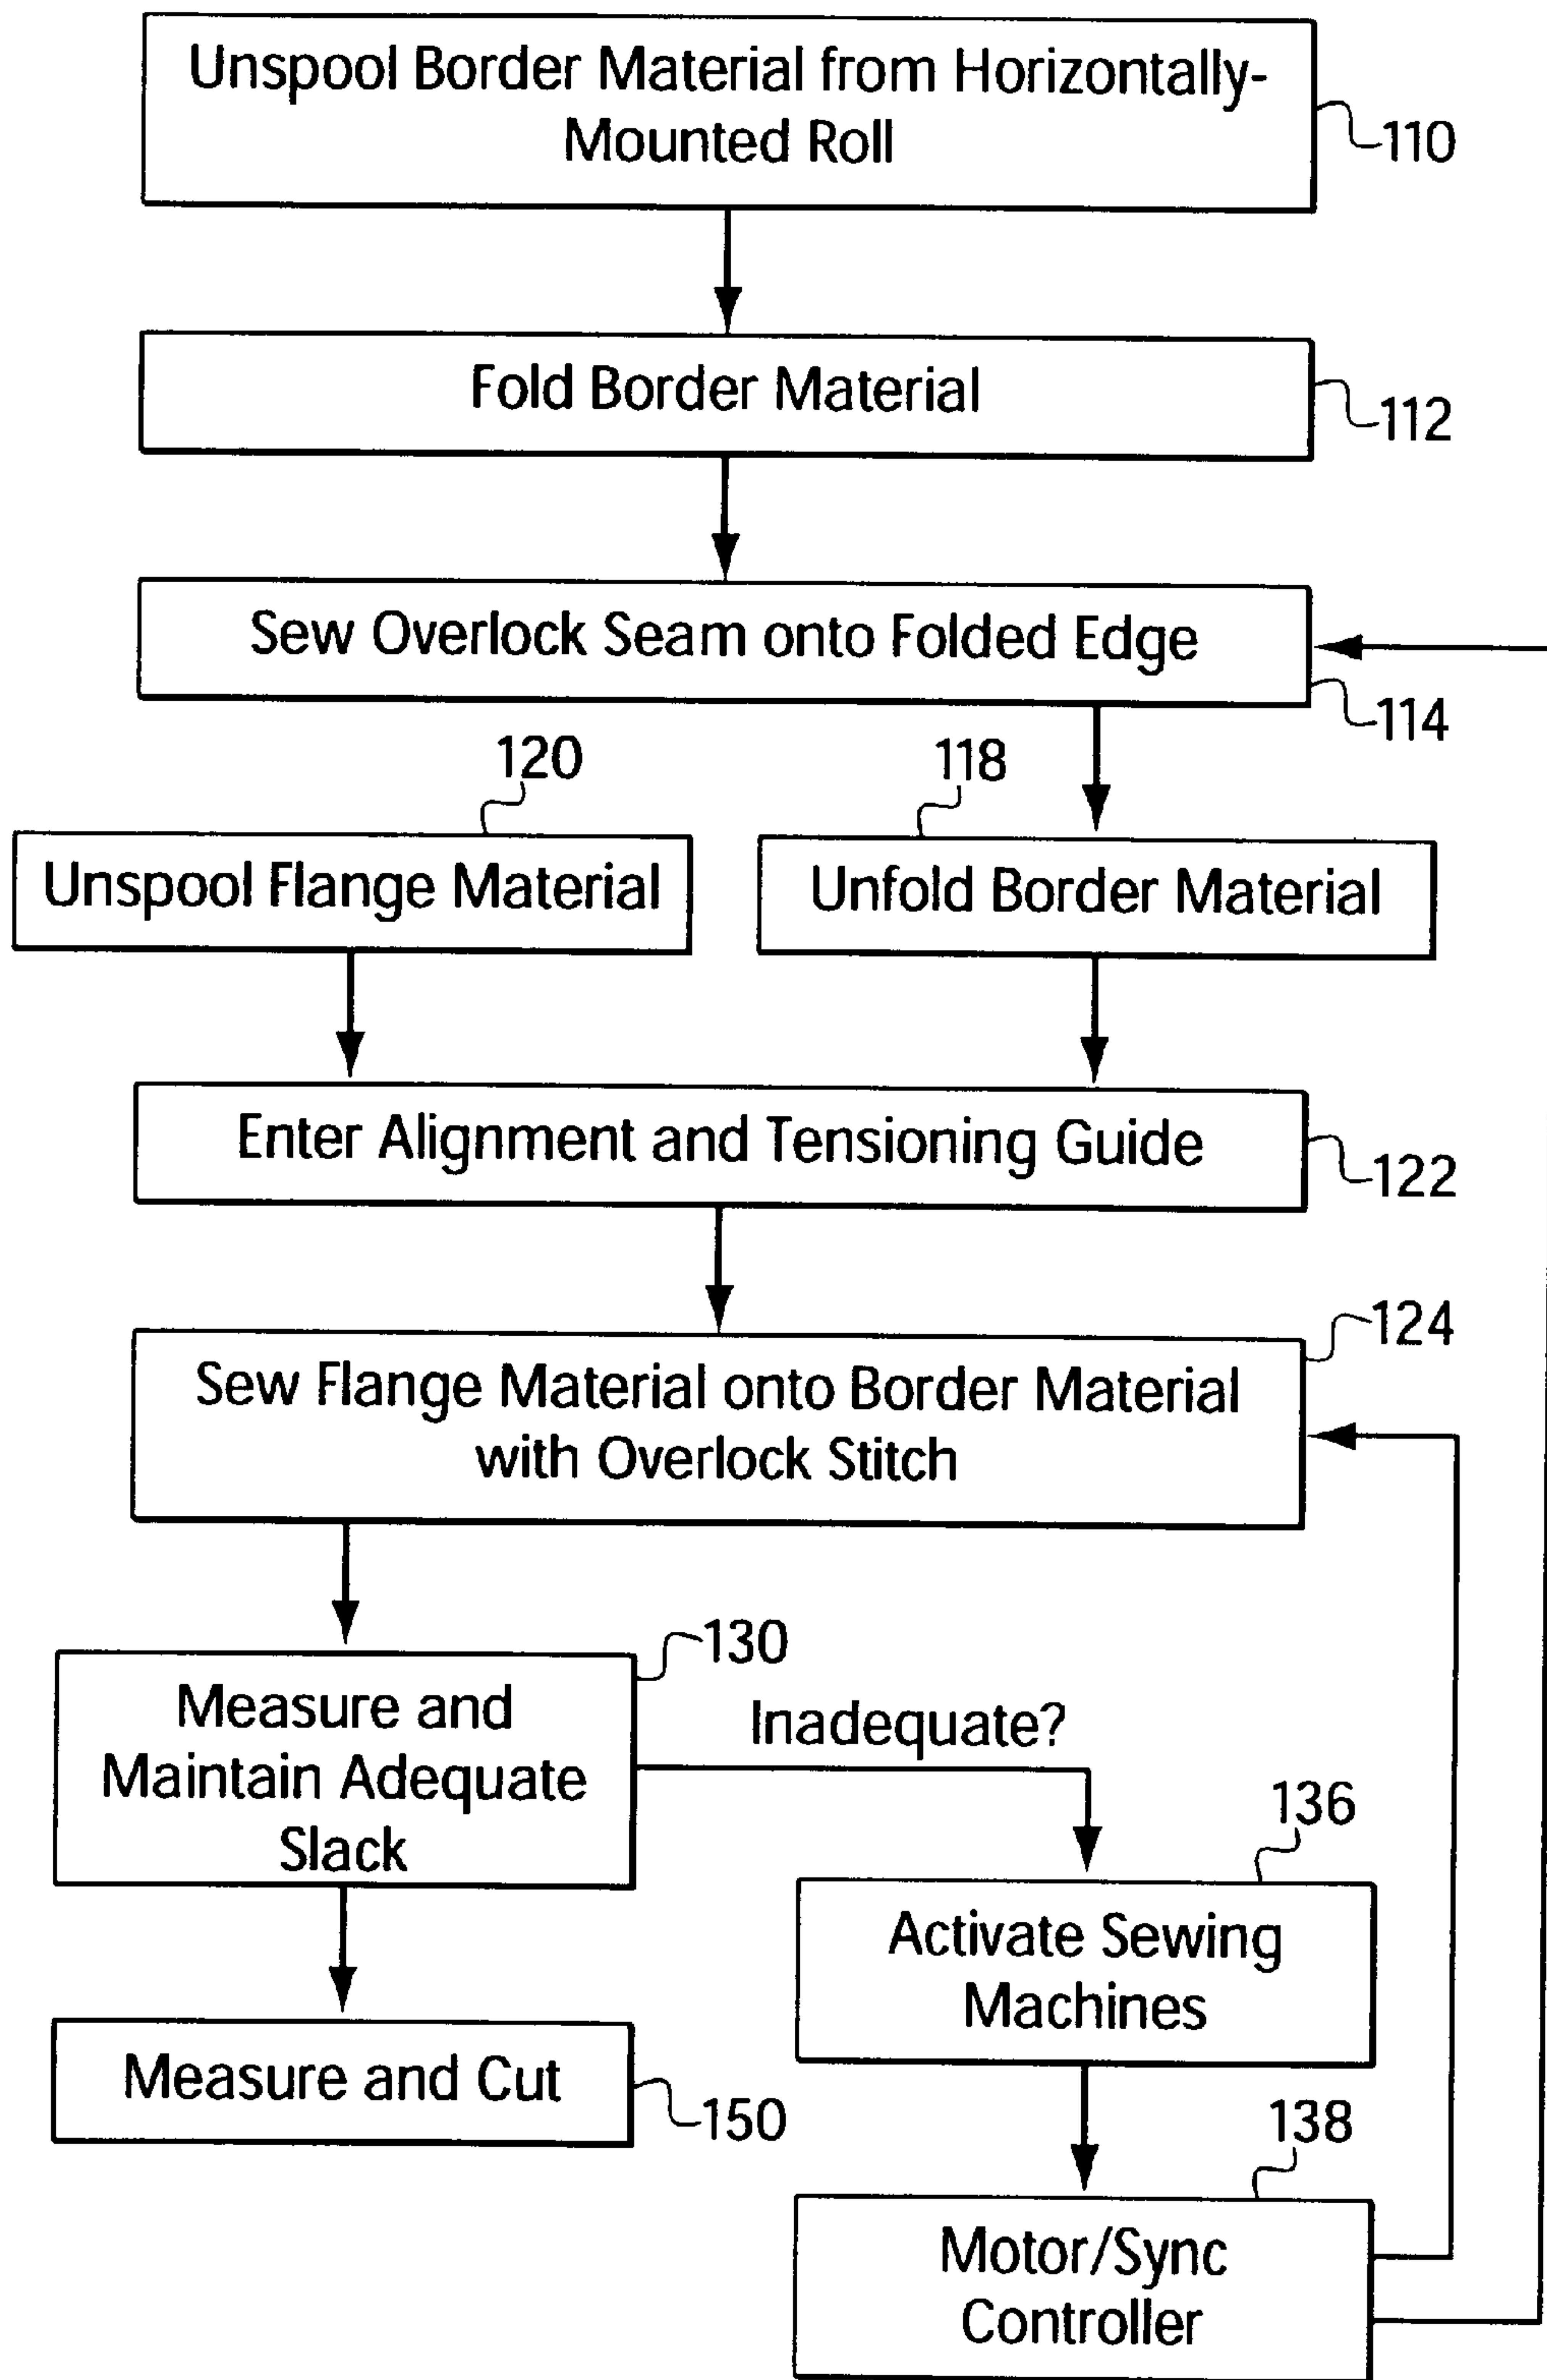 Unspool Border Material from Horizontally-
Mounted Roll
110
Fold Border Material
112
Sew Overlock Seam onto Folded Edge
114
120
118
Unspool Flange Material
Unfold Border Material
Enter Alignment and Tensioning Guide
122
124
Sew Flange Material onto Border Material
with Overlock Stitch
130
Measure and
Maintain Adequate
Slack
Inadequate?
136
Activate Sewing
Machines
Measure and Cut
150
138
Motor/Sync
Controller